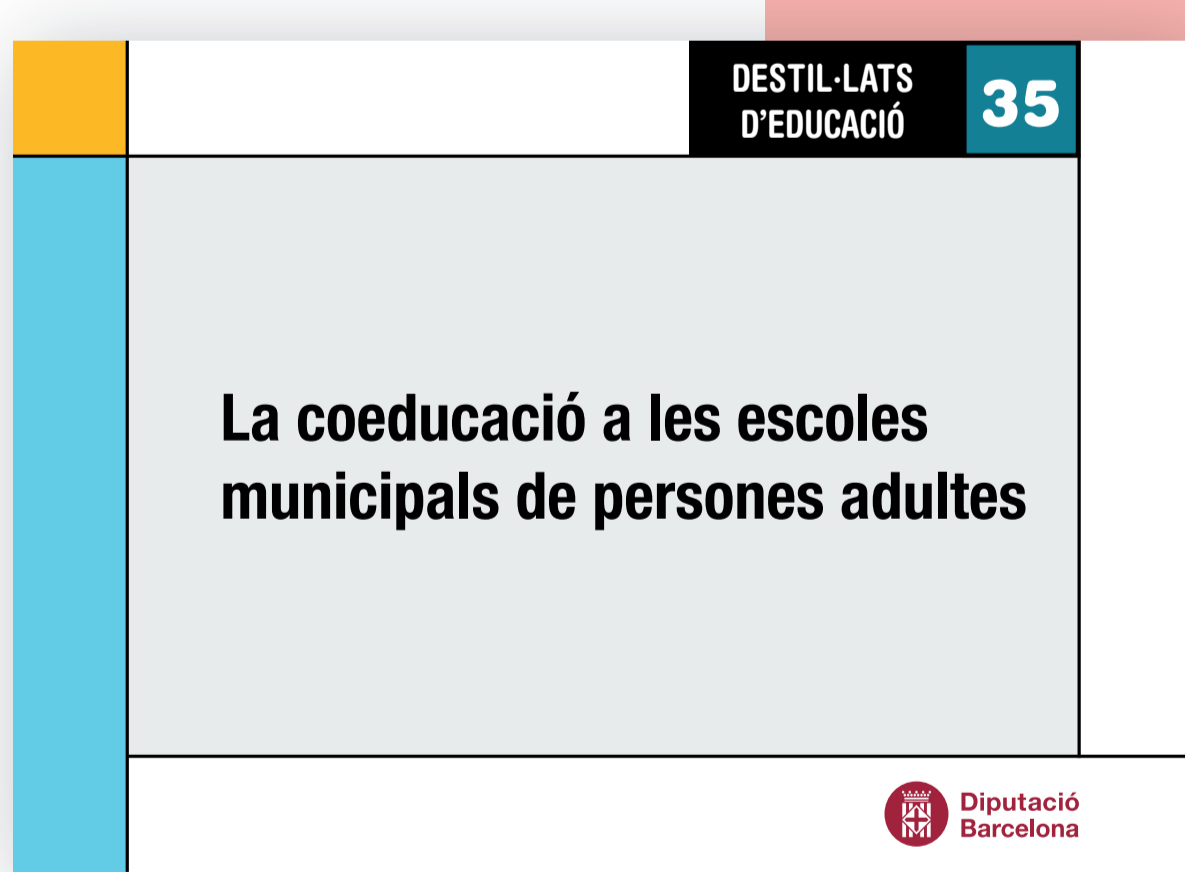 DESTIL·LATS
D’EDUCACIÓ
35
La coeducació a les escoles
municipals de persones adultes
Diputació
Barcelona